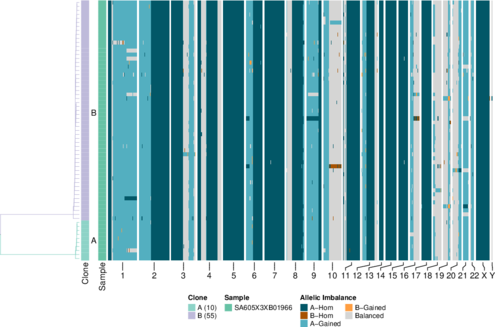 B
A
Clone
Sample
1 2 3 4 5 6 7 8 9 10 11 12 13 14 15 16 17 18 19 20 21 22 X Y
Clone Sample Allelic Imbalance
A (10) SA605X3XB01966 A−Hom B−Gained
B (55) B−Hom Balanced
A−Gained